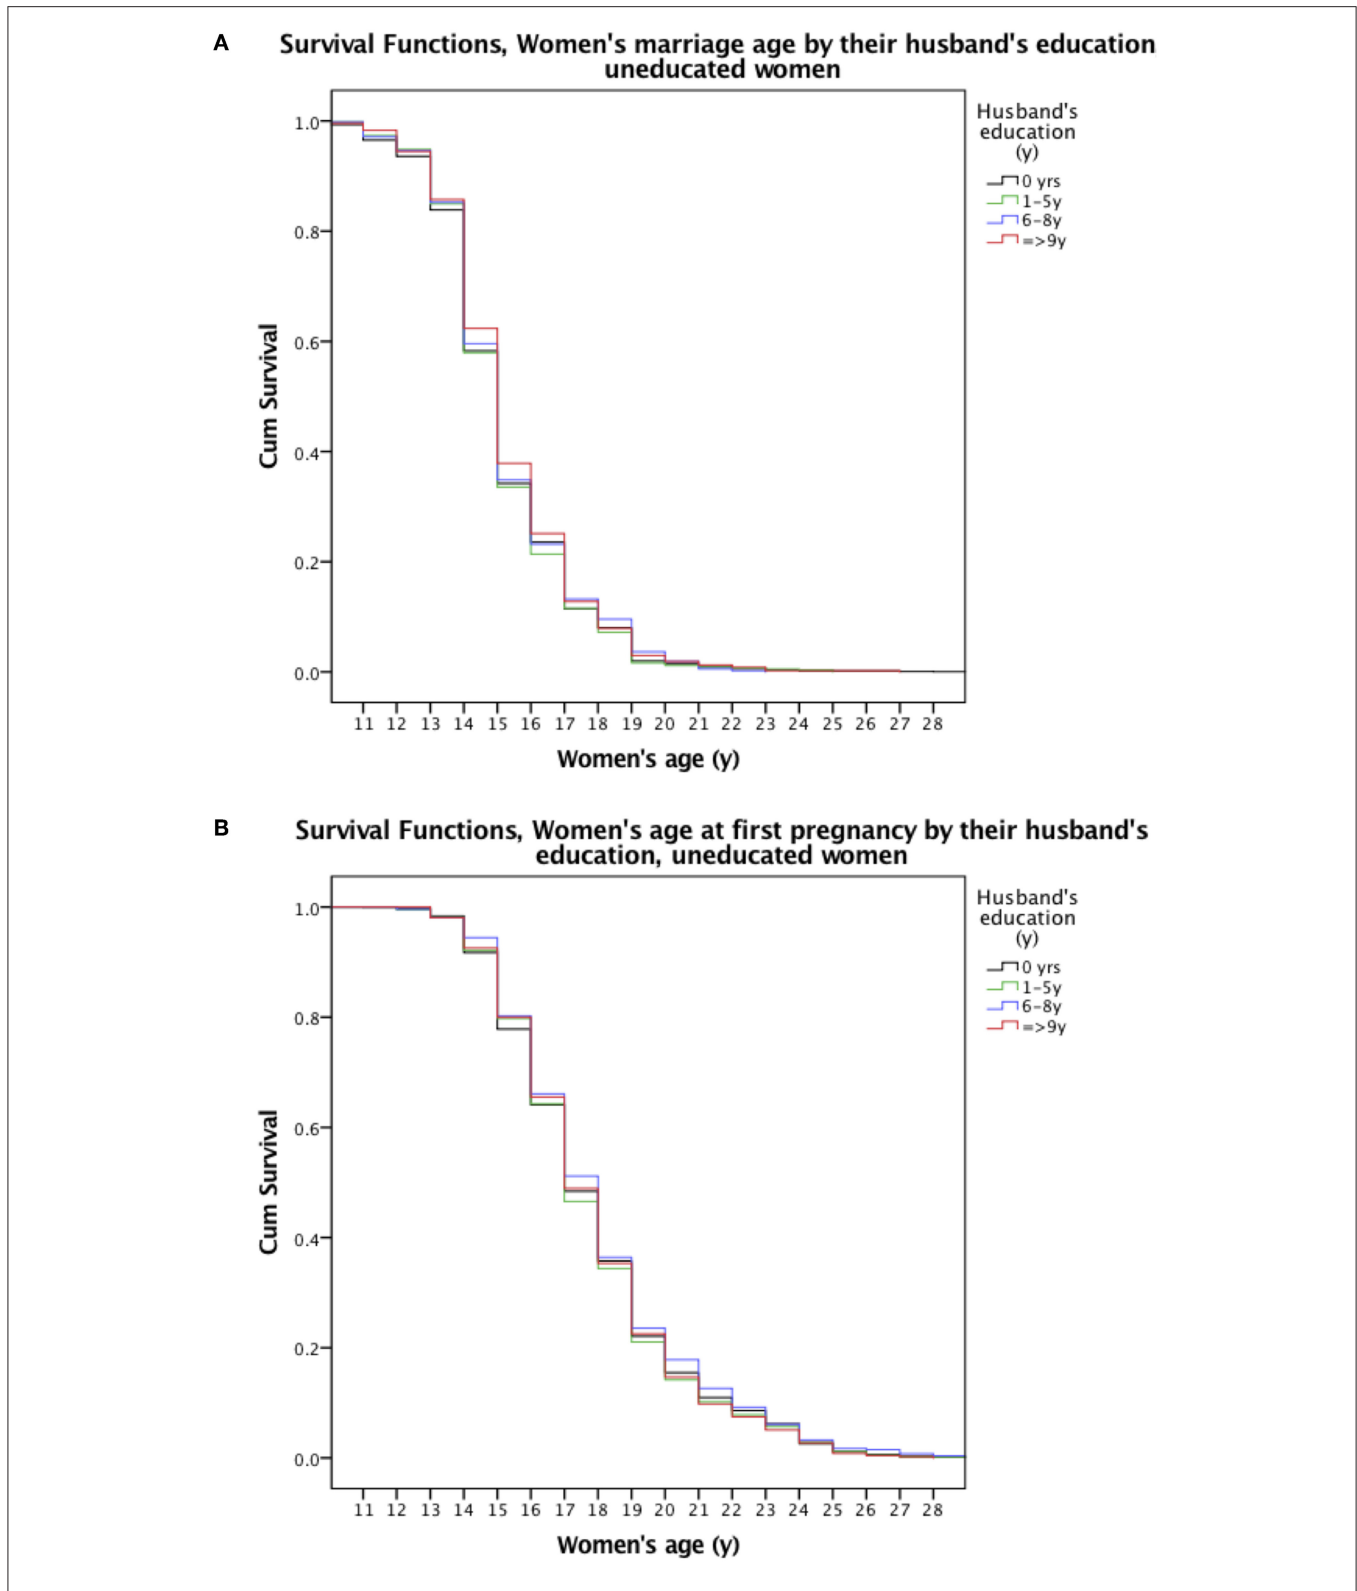 A
Survival Functions, Women's marriage age by their husband's education
uneducated women
Husband's
education
(y)
0 yrs
1-5y
6-8y
=>9y
1.0
0.8
0.6
0.4
0.2
0.0
Cum Survival
11 12 13 14 15 16 17 18 19 20 21 22 23 24 25 26 27 28
Women's age (y)
B
Survival Functions, Women's age at first pregnancy by their husband's
education, uneducated women
Husband's
education
(y)
0 yrs
1-5y
6-8y
=>9y
1.0
0.8
0.6
0.4
0.2
0.0
Cum Survival
11 12 13 14 15 16 17 18 19 20 21 22 23 24 25 26 27 28
Women's age (y)